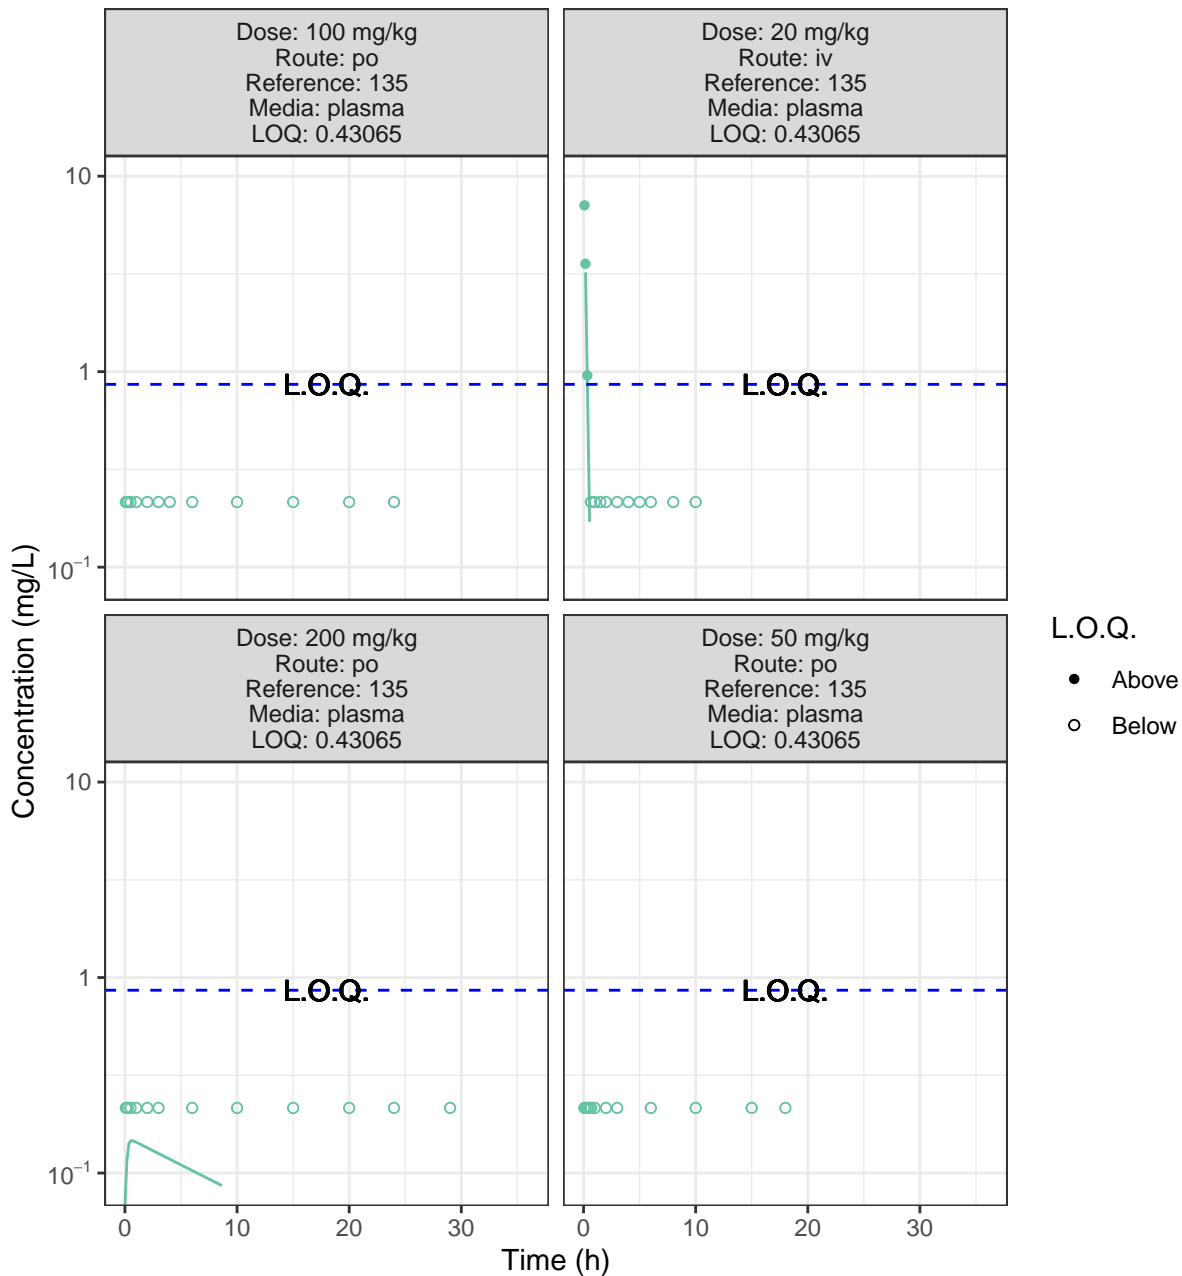 Dose: 100 mg/kg
Route: po
Reference: 135
Media: plasma
LOQ: 0.43065
Dose: 20 mg/kg
Route: iv
Reference: 135
Media: plasma
LOQ: 0.43065
10
1
10⁻¹
L.O.Q.
L.O.Q.
Concentration (mg/L)
Dose: 200 mg/kg
Route: po
Reference: 135
Media: plasma
LOQ: 0.43065
Dose: 50 mg/kg
Route: po
Reference: 135
Media: plasma
LOQ: 0.43065
10
1
10⁻¹
L.O.Q.
L.O.Q.
0 10 20 30
0 10 20 30
Time (h)
L.O.Q.
Above
Below